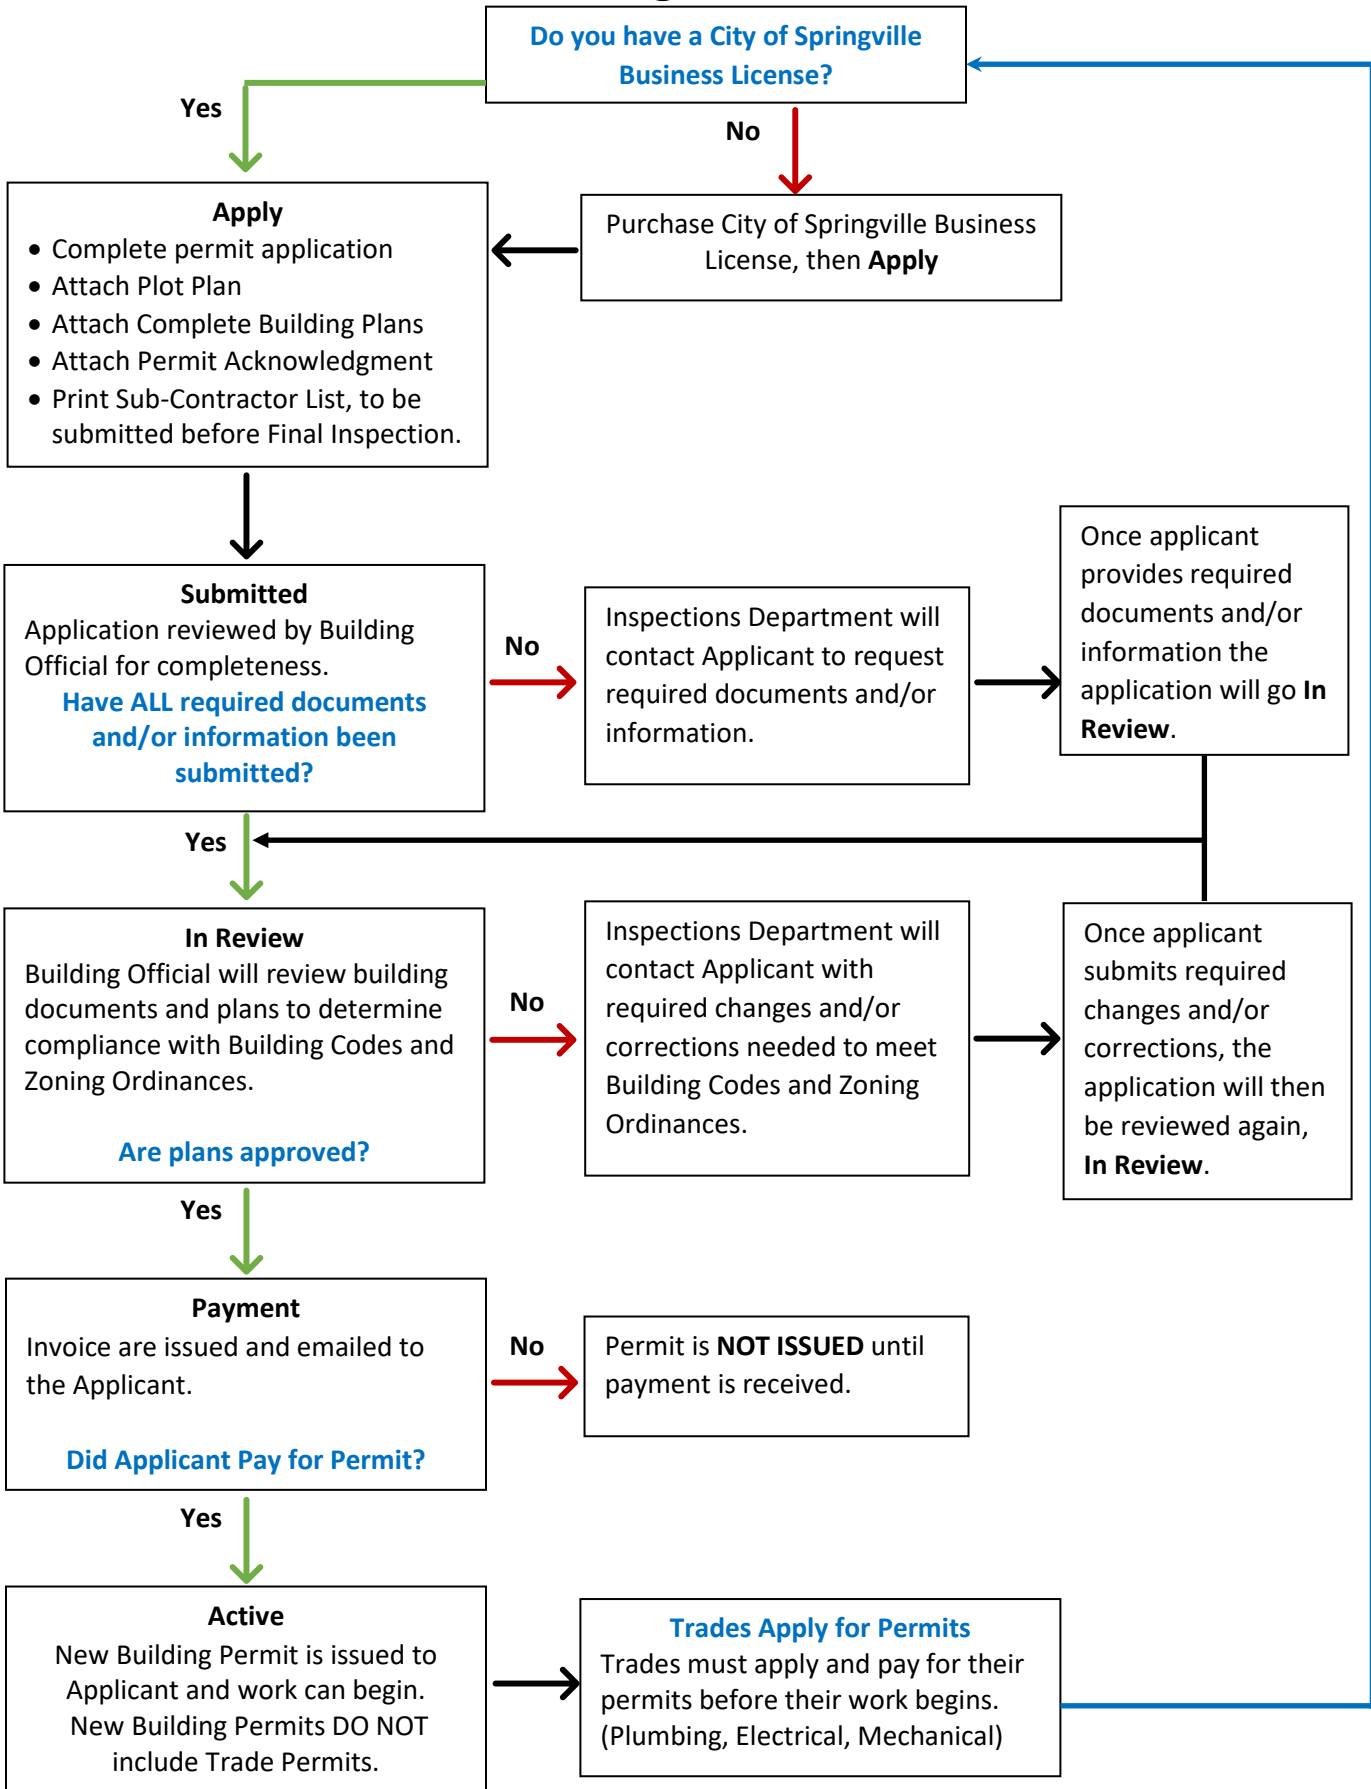 Do you have a City of Springville
Business License?
Yes
No
Apply
• Complete permit application
• Attach Plot Plan
• Attach Complete Building Plans
• Attach Permit Acknowledgment
• Print Sub-Contractor List, to be
submitted before Final Inspection.
Purchase City of Springville Business
License, then Apply
Submitted
Application reviewed by Building
Official for completeness.
Have ALL required documents
and/or information been
submitted?
No
Inspections Department will
contact Applicant to request
required documents and/or
information.
Once applicant
provides required
documents and/or
information the
application will go In
Review.
Yes
In Review
Building Official will review building
documents and plans to determine
compliance with Building Codes and
Zoning Ordinances.
Are plans approved?
No
Inspections Department will
contact Applicant with
required changes and/or
corrections needed to meet
Building Codes and Zoning
Ordinances.
Once applicant
submits required
changes and/or
corrections, the
application will then
be reviewed again,
In Review.
Yes
Payment
Invoice are issued and emailed to
the Applicant.
Did Applicant Pay for Permit?
No
Permit is NOT ISSUED until
payment is received.
Yes
Active
New Building Permit is issued to
Applicant and work can begin.
New Building Permits DO NOT
include Trade Permits.
Trades Apply for Permits
Trades must apply and pay for their
permits before their work begins.
(Plumbing, Electrical, Mechanical)